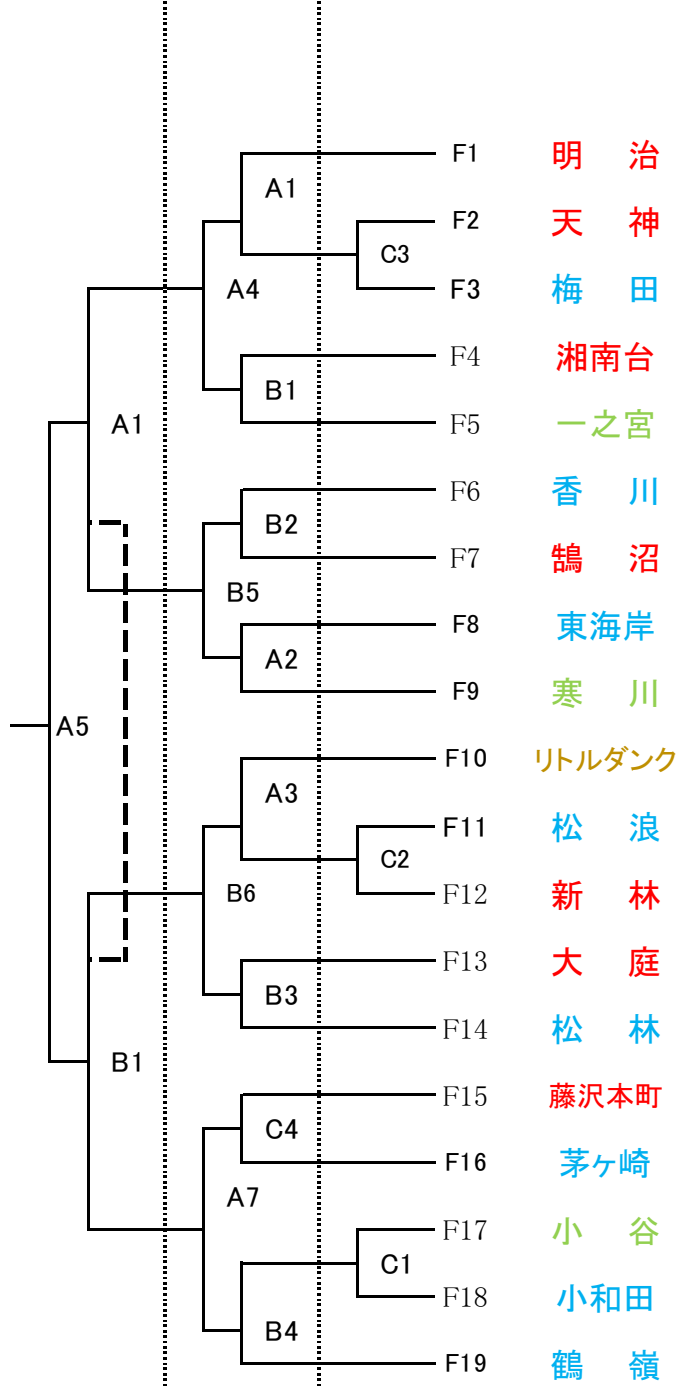 F1 明 治
A1
F2 天 神
C3
A4 F3 梅 田
F4 湘南台
B1
A1 F5 一之宮
F6 香 川
B2
F7 鵠 沼
B5
F8 東海岸
A2
F9 寒 川
A5
F10 リトルダンク
A3
F11 松 浪
C2
B6 F12 新 林
F13 大 庭
B3
F14 松 林
B1
F15 藤沢本町
C4
F16 茅ヶ崎
A7
F17 小 谷
C1
F18 小和田
B4
F19 鶴 嶺